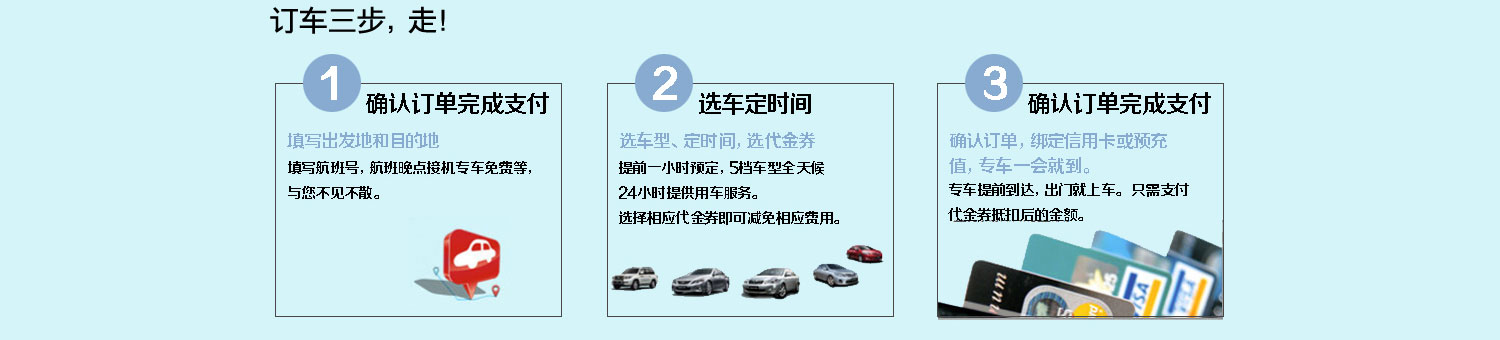 订车三步, 走!
1
确认订单完成支付
填写出发地和目的地
填写航班号, 航班晚点接机专车免费等,
与您不见不散。
2
选车定时间
选车型、定时间, 选代金券
提前一小时预定, 5挡车型全天候
24小时提供用车服务。
选择相应代金券即可减免相应费用。
3
确认订单完成支付
确认订单, 绑定信用卡或预充
值, 专车一会就到。
专车提前到达, 出门就上车。只需支付
代金券抵扣后的金额。
VISA
VISA